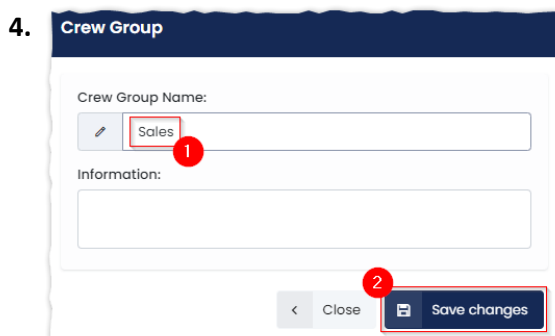 4.
Crew Group
Crew Group Name:
Sales
1
Information:
2
Close
Save changes